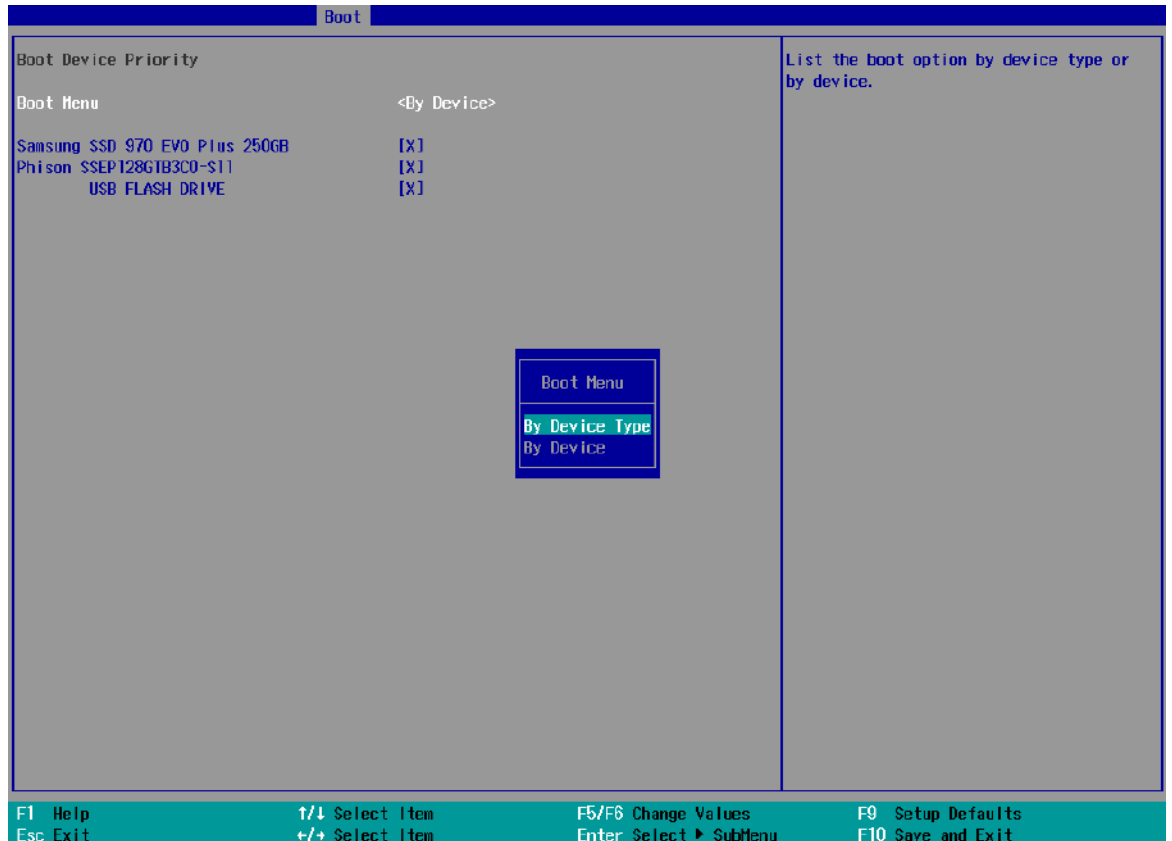 Boot
Boot Device Priority
Boot Menu <By Device>
Samsung SSD 970 EVO Plus 250GB [X]
Phison SSEP128GTB3C0-S11 [X]
USB FLASH DRIVE [X]
List the boot option by device type or
by device.
Boot Menu
By Device Type
By Device
F1 Help ↑/↓ Select Item F5/F6 Change Values F9 Setup Defaults
Esc Exit ←/→ Select Item Enter Select ▶ SubMenu F10 Save and Exit